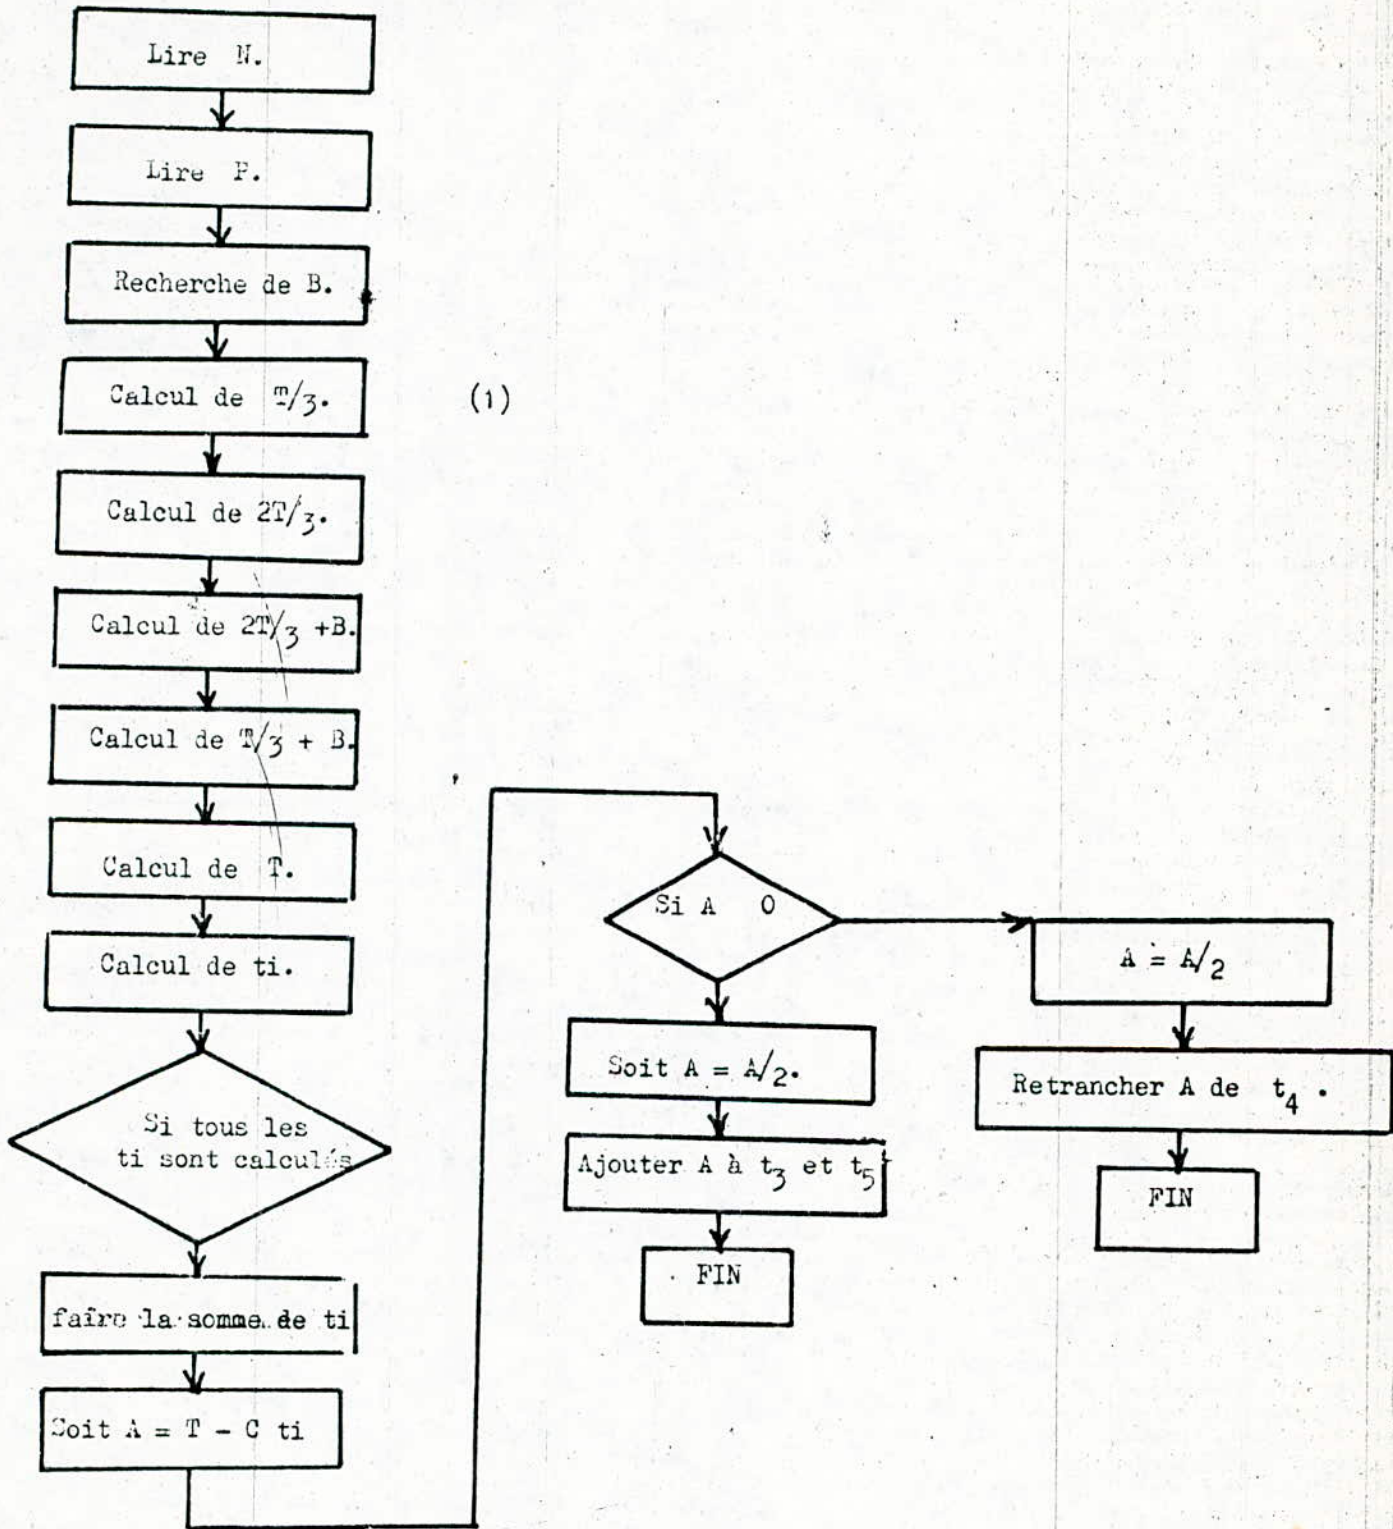 Lire N.
Lire P.
Recherche de B.
Calcul de T/3.
(1)
Calcul de 2T/3.
Calcul de 2T/3 +B.
Calcul de T/3 + B.
Calcul de T.
Calcul de ti.
Si tous les
ti sont calculés
faire la somme de ti
Soit A = T - C ti
Si A 0
Soit A = A/2.
Ajouter A à t3 et t5
FIN
A = A/2
Retrancher A de t4 .
FIN